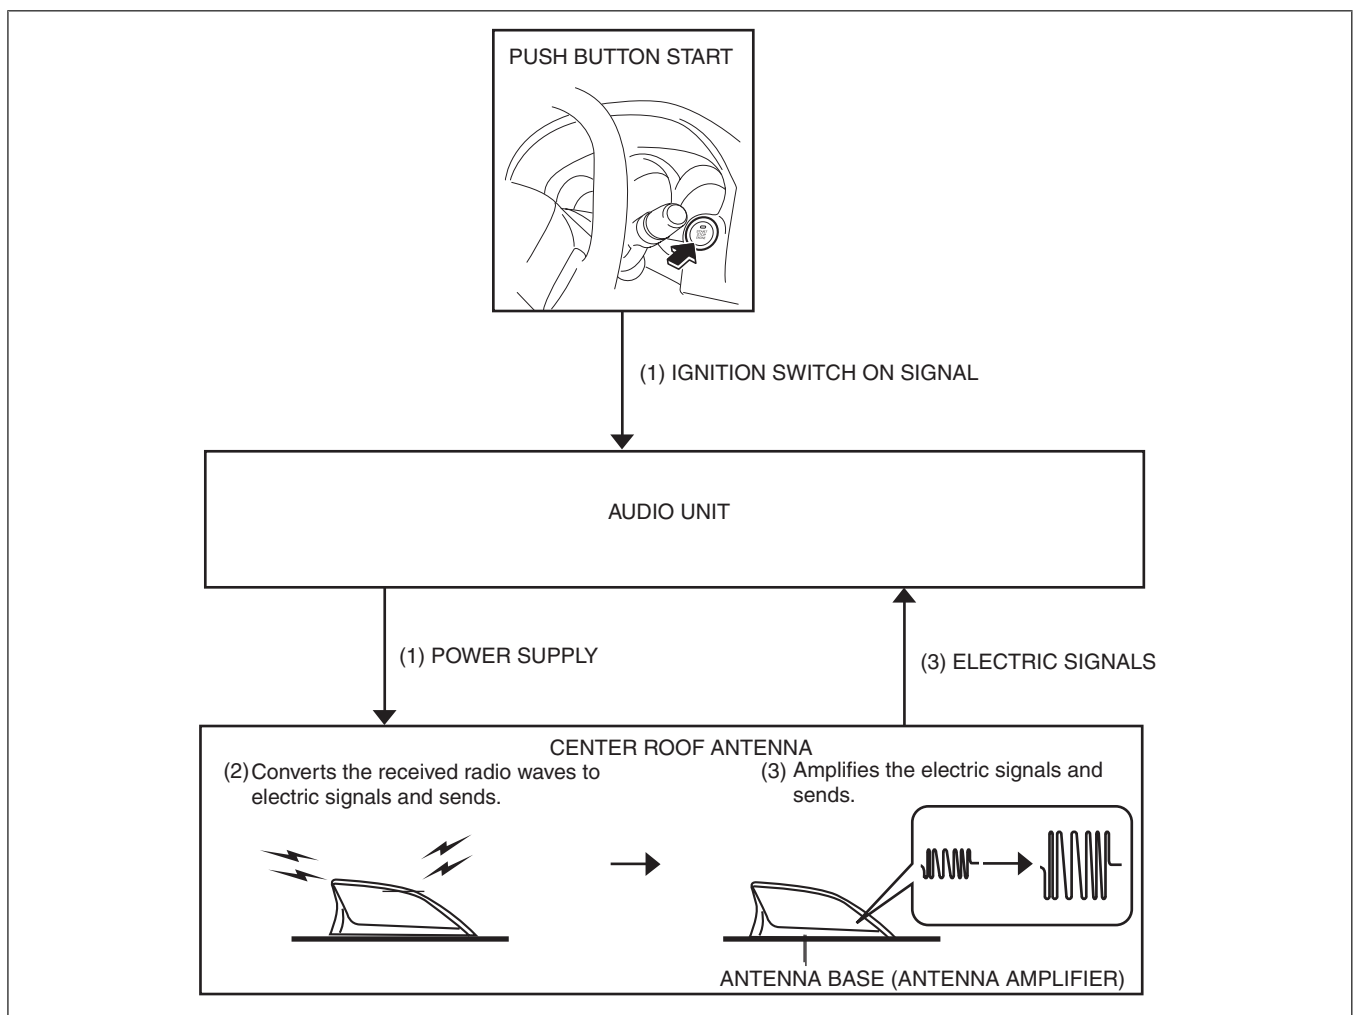 PUSH BUTTON START
(1) IGNITION SWITCH ON SIGNAL
AUDIO UNIT
(1) POWER SUPPLY
(3) ELECTRIC SIGNALS
CENTER ROOF ANTENNA
(2) Converts the received radio waves to
electric signals and sends.
(3) Amplifies the electric signals and
sends.
ANTENNA BASE (ANTENNA AMPLIFIER)